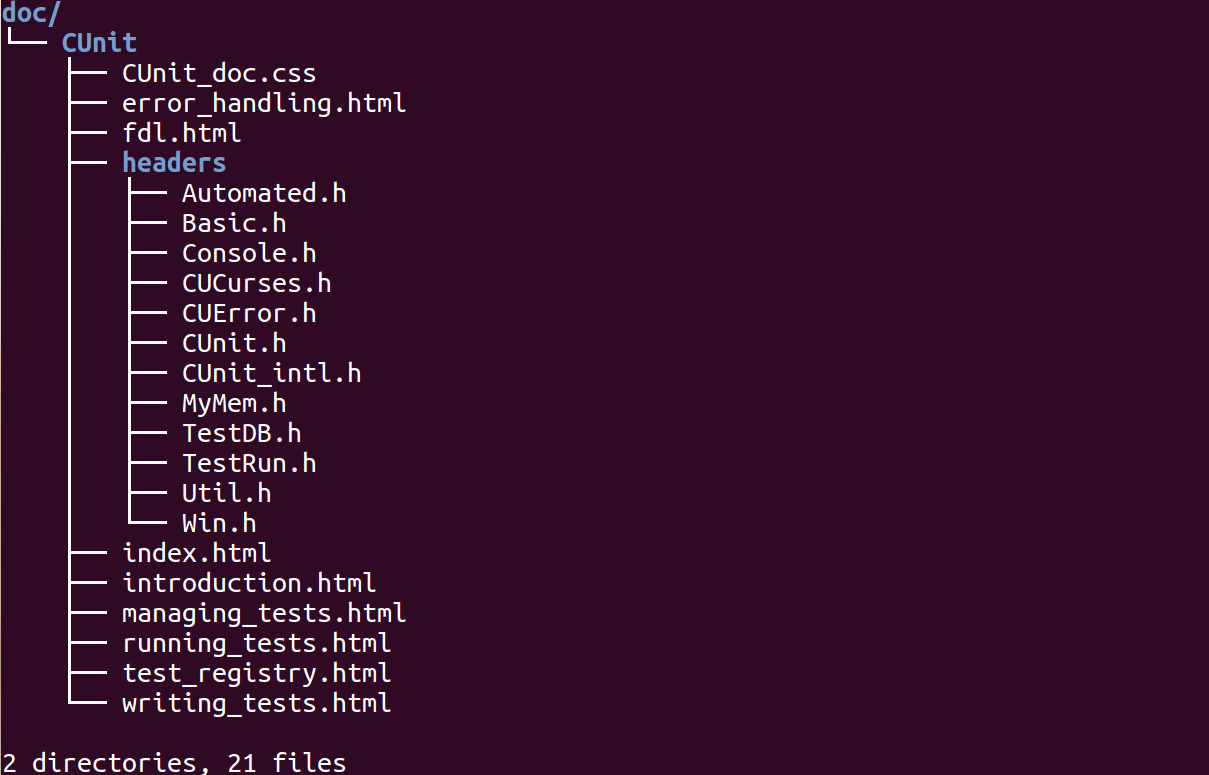 doc/
└── CUnit
    ├── CUnit_doc.css
    ├── error_handling.html
    ├── fdl.html
    ├── headers
    │   ├── Automated.h
    │   ├── Basic.h
    │   ├── Console.h
    │   ├── CUCurses.h
    │   ├── CUError.h
    │   ├── CUnit.h
    │   ├── CUnit_intl.h
    │   ├── MyMem.h
    │   ├── TestDB.h
    │   ├── TestRun.h
    │   ├── Util.h
    │   └── Win.h
    ├── index.html
    ├── introduction.html
    ├── managing_tests.html
    ├── running_tests.html
    ├── test_registry.html
    └── writing_tests.html
2 directories, 21 files